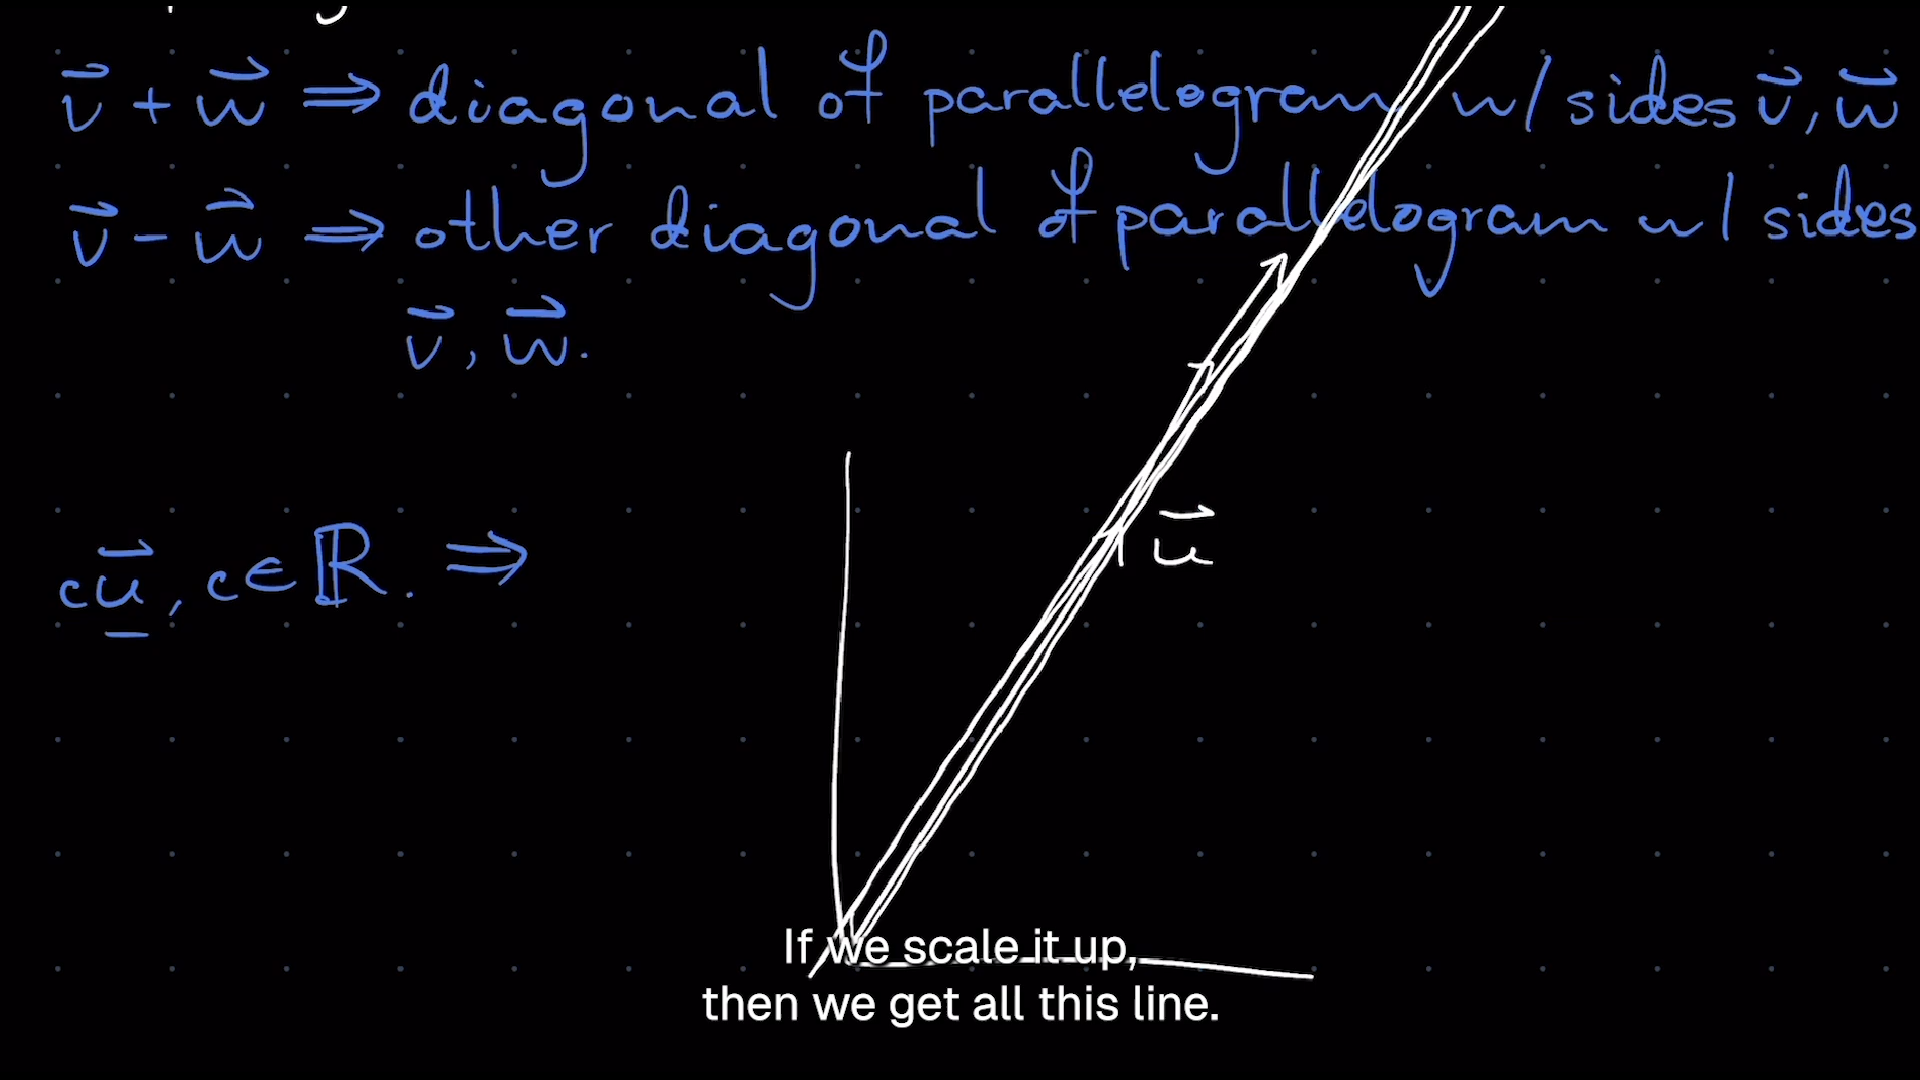 v⃗ + w⃗ ⇒ diagonal of parallelogram w/ sides v⃗, w⃗
v⃗ − w⃗ ⇒ other diagonal of parallelogram w/ sides
v⃗, w⃗.
cu⃗, c∈ℝ. ⇒
u⃗
If we scale it up,
then we get all this line.